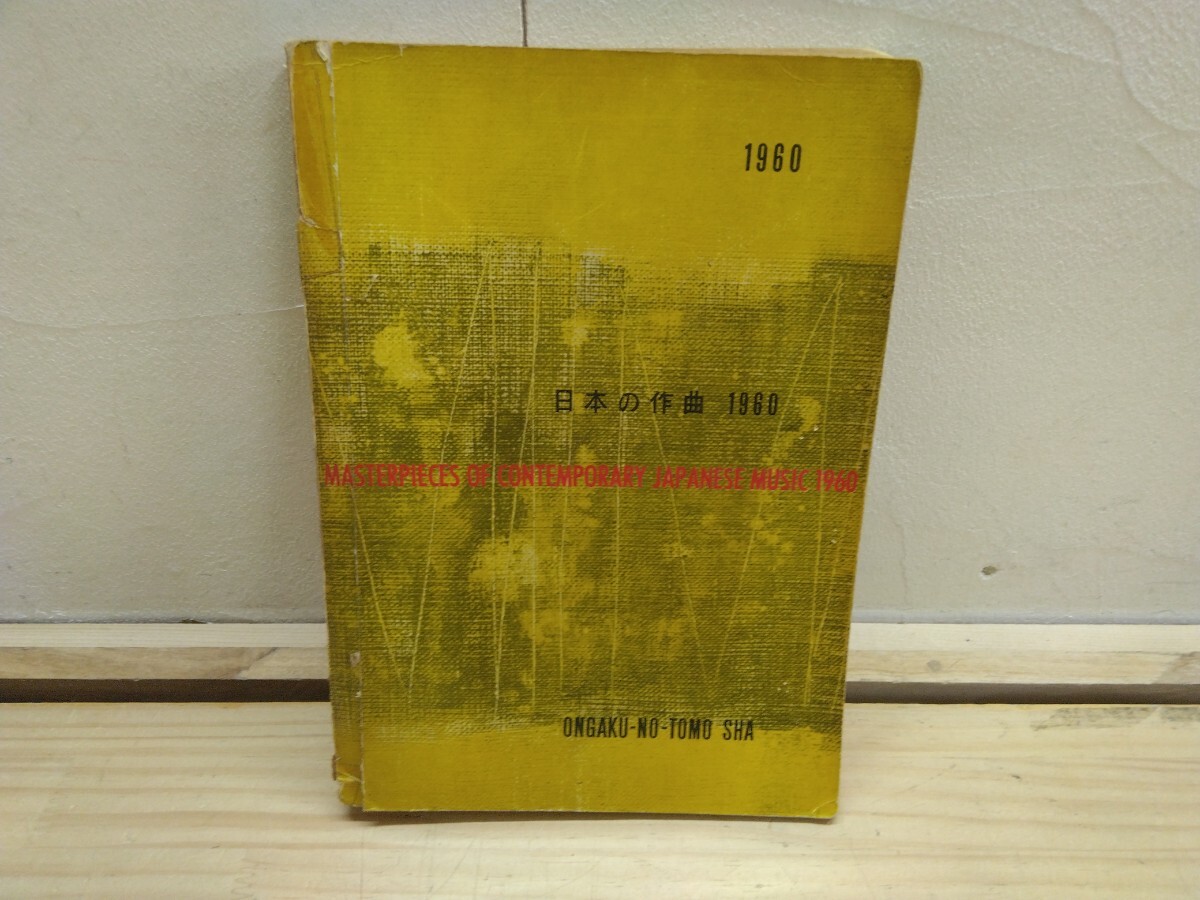 1960
日本の作曲 1960
MASTERPIECES OF CONTEMPORARY JAPANESE MUSIC 1960
ONGAKU-NO-TOMO SHA